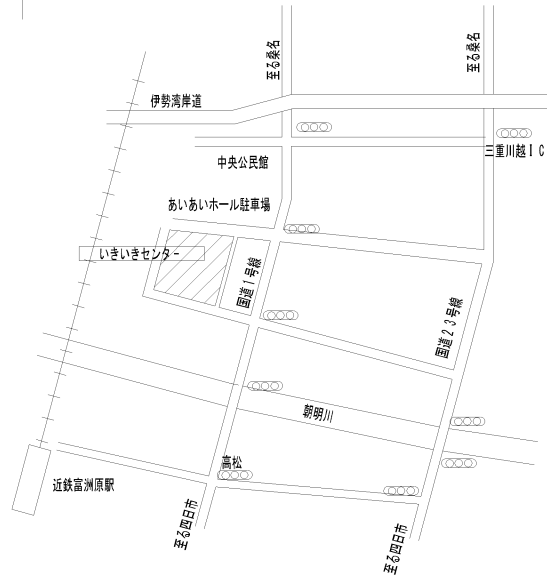 至る桑名
至る桑名
伊勢湾岸道
三重川越IC
中央公民館
あいあいホール駐車場
いきいきセンター
国道1号線
国道23号線
朝明川
高松
近鉄富洲原駅
至る四日市
至る四日市